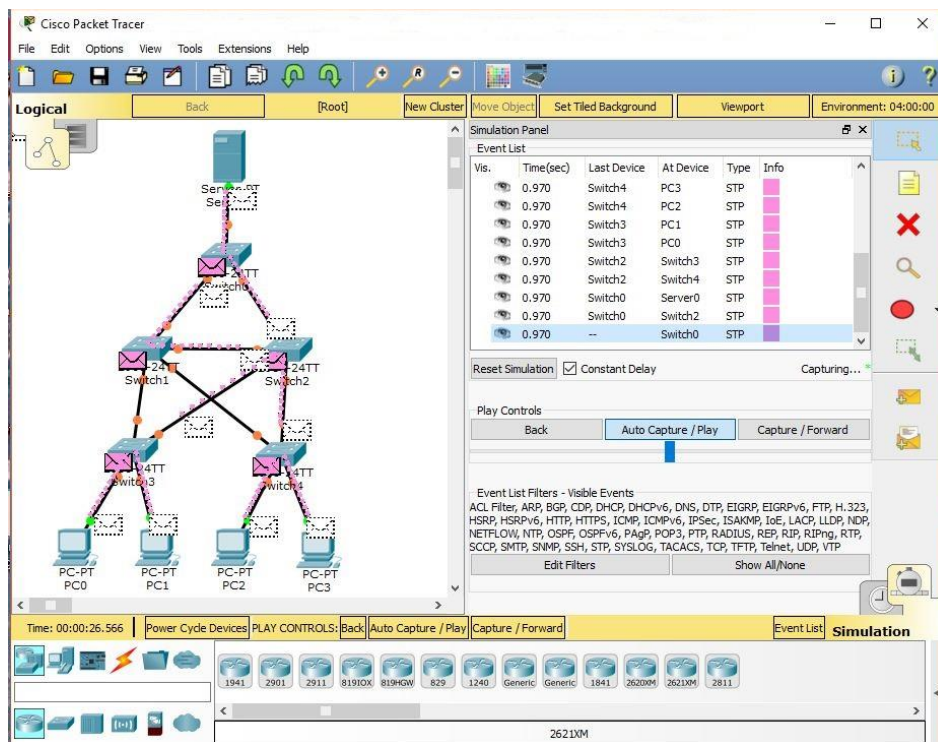 Cisco Packet Tracer
File Edit Options View Tools Extensions Help
Logical Back [Root] New Cluster Move Object Set Tiled Background Viewport Environment: 04:00:00
Simulation Panel
Event List
Vis. Time(sec) Last Device At Device Type Info
0.970 Switch4 PC3 STP
0.970 Switch4 PC2 STP
0.970 Switch3 PC1 STP
0.970 Switch3 PC0 STP
0.970 Switch2 Switch3 STP
0.970 Switch2 Switch4 STP
0.970 Switch0 Server0 STP
0.970 Switch0 Switch2 STP
0.970 -- Switch0 STP
Reset Simulation Constant Delay Capturing... *
Play Controls
Back Auto Capture / Play Capture / Forward
Event List Filters - Visible Events
ACL Filter, ARP, BGP, CDP, DHCP, DHCPv6, DNS, DTP, EIGRP, EIGRPv6, FTP, H.323,
HSRP, HSRPv6, HTTP, HTTPS, ICMP, ICMPv6, IPSec, ISAKMP, IoE, LACP, LLDP, NDP,
NETFLOW, NTP, OSPF, OSPFv6, PAgP, POP3, PTP, RADIUS, REP, RIP, RIPng, RTP,
SCCP, SMTP, SNMP, SSH, STP, SYSLOG, TACACS, TCP, TFTP, Telnet, UDP, VTP
Edit Filters Show All/None
-24TT
Switch1
-24TT
Switch2
24TT
witch3
-24TT
PC-PT
PC0
PC-PT
PC1
PC-PT
PC2
PC-PT
PC3
Time: 00:00:26.566 Power Cycle Devices PLAY CONTROLS: Back Auto Capture / Play Capture / Forward Event List Simulation
1941 2901 2911 819IOX 819HGW 829 1240 Generic Generic 1841 2620XM 2621XM 2811
2621XM